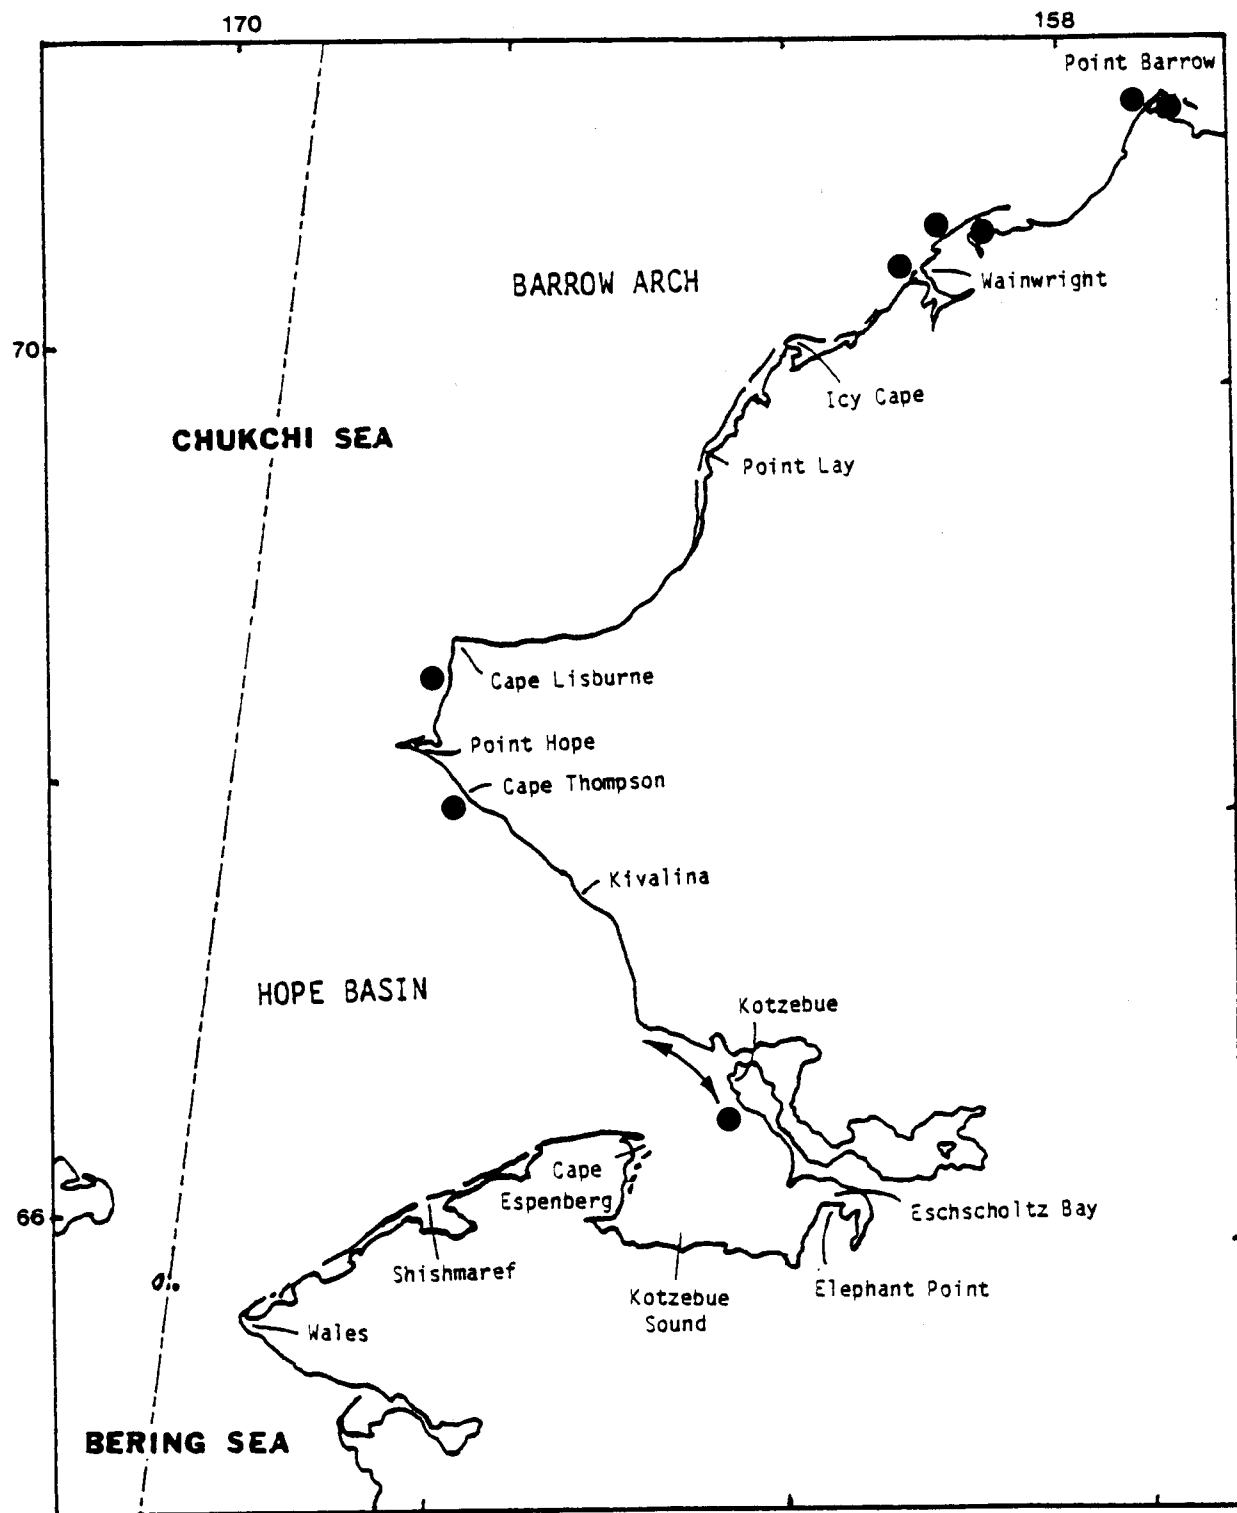 170
158
Point Barrow
BARROW ARCH
Wainwright
70
Icy Cape
CHUKCHI SEA
Point Lay
Cape Lisburne
Point Hope
Cape Thompson
Kivalina
HOPE BASIN
Kotzebue
Cape
Espenberg
66
Eschscholtz Bay
Shishmaref
Elephant Point
Kotzebue
Sound
Wales
BERING SEA